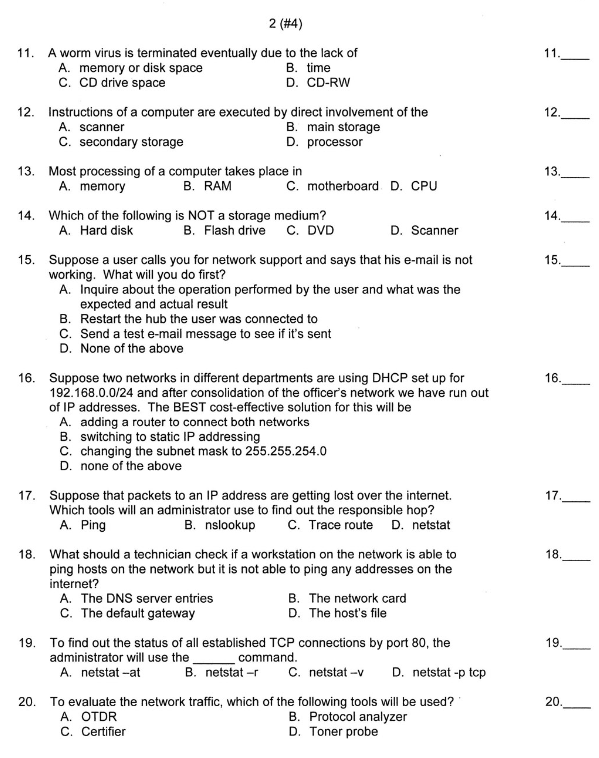 2 (#4)
11. A worm virus is terminated eventually due to the lack of 11.____
A. memory or disk space B. time
C. CD drive space D. CD-RW
12. Instructions of a computer are executed by direct involvement of the 12.____
A. scanner B. main storage
C. secondary storage D. processor
13. Most processing of a computer takes place in 13.____
A. memory B. RAM C. motherboard D. CPU
14. Which of the following is NOT a storage medium? 14.____
A. Hard disk B. Flash drive C. DVD D. Scanner
15. Suppose a user calls you for network support and says that his e-mail is not 15.____
working. What will you do first?
A. Inquire about the operation performed by the user and what was the
expected and actual result
B. Restart the hub the user was connected to
C. Send a test e-mail message to see if it's sent
D. None of the above
16. Suppose two networks in different departments are using DHCP set up for 16.____
192.168.0.0/24 and after consolidation of the officer's network we have run out
of IP addresses. The BEST cost-effective solution for this will be
A. adding a router to connect both networks
B. switching to static IP addressing
C. changing the subnet mask to 255.255.254.0
D. none of the above
17. Suppose that packets to an IP address are getting lost over the internet. 17.____
Which tools will an administrator use to find out the responsible hop?
A. Ping B. nslookup C. Trace route D. netstat
18. What should a technician check if a workstation on the network is able to 18.____
ping hosts on the network but it is not able to ping any addresses on the
internet?
A. The DNS server entries B. The network card
C. The default gateway D. The host's file
19. To find out the status of all established TCP connections by port 80, the 19.____
administrator will use the ______ command.
A. netstat –at B. netstat –r C. netstat –v D. netstat -p tcp
20. To evaluate the network traffic, which of the following tools will be used? 20.____
A. OTDR B. Protocol analyzer
C. Certifier D. Toner probe